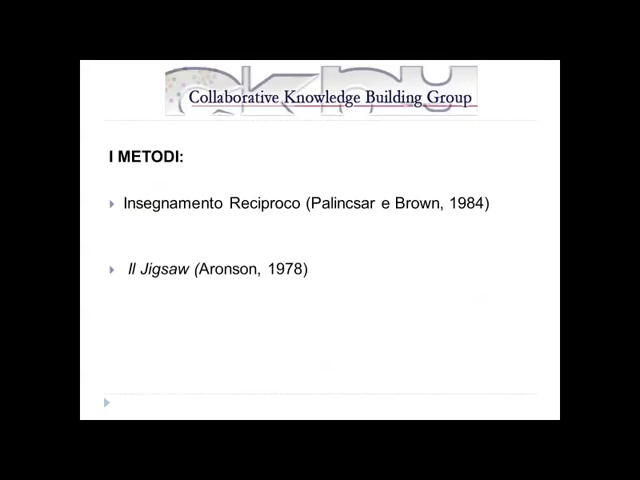 Collaborative Knowledge Building Group
I METODI:
Insegnamento Reciproco (Palincsar e Brown, 1984)
Il Jigsaw (Aronson, 1978)